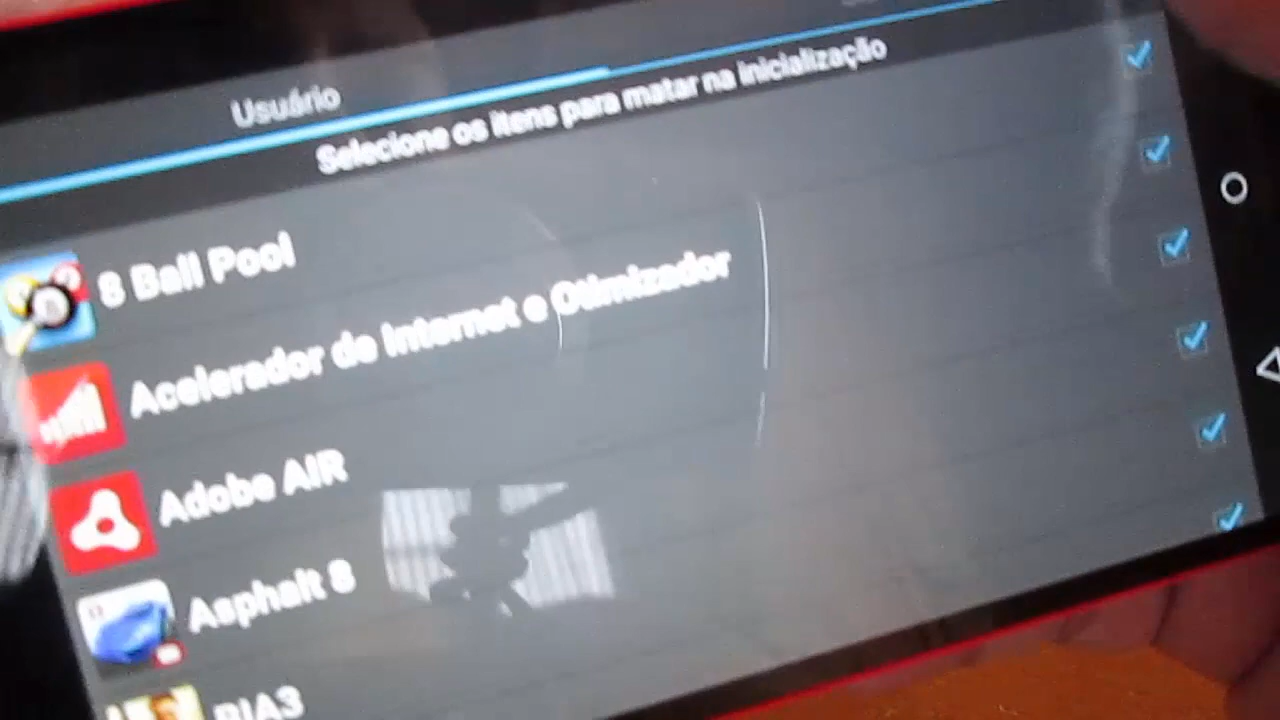 Usuário
Selecione os itens para matar na inicialização
8 Ball Pool
Acelerador de Internet e Otimizador
Adobe AIR
Asphalt 8
BIA3